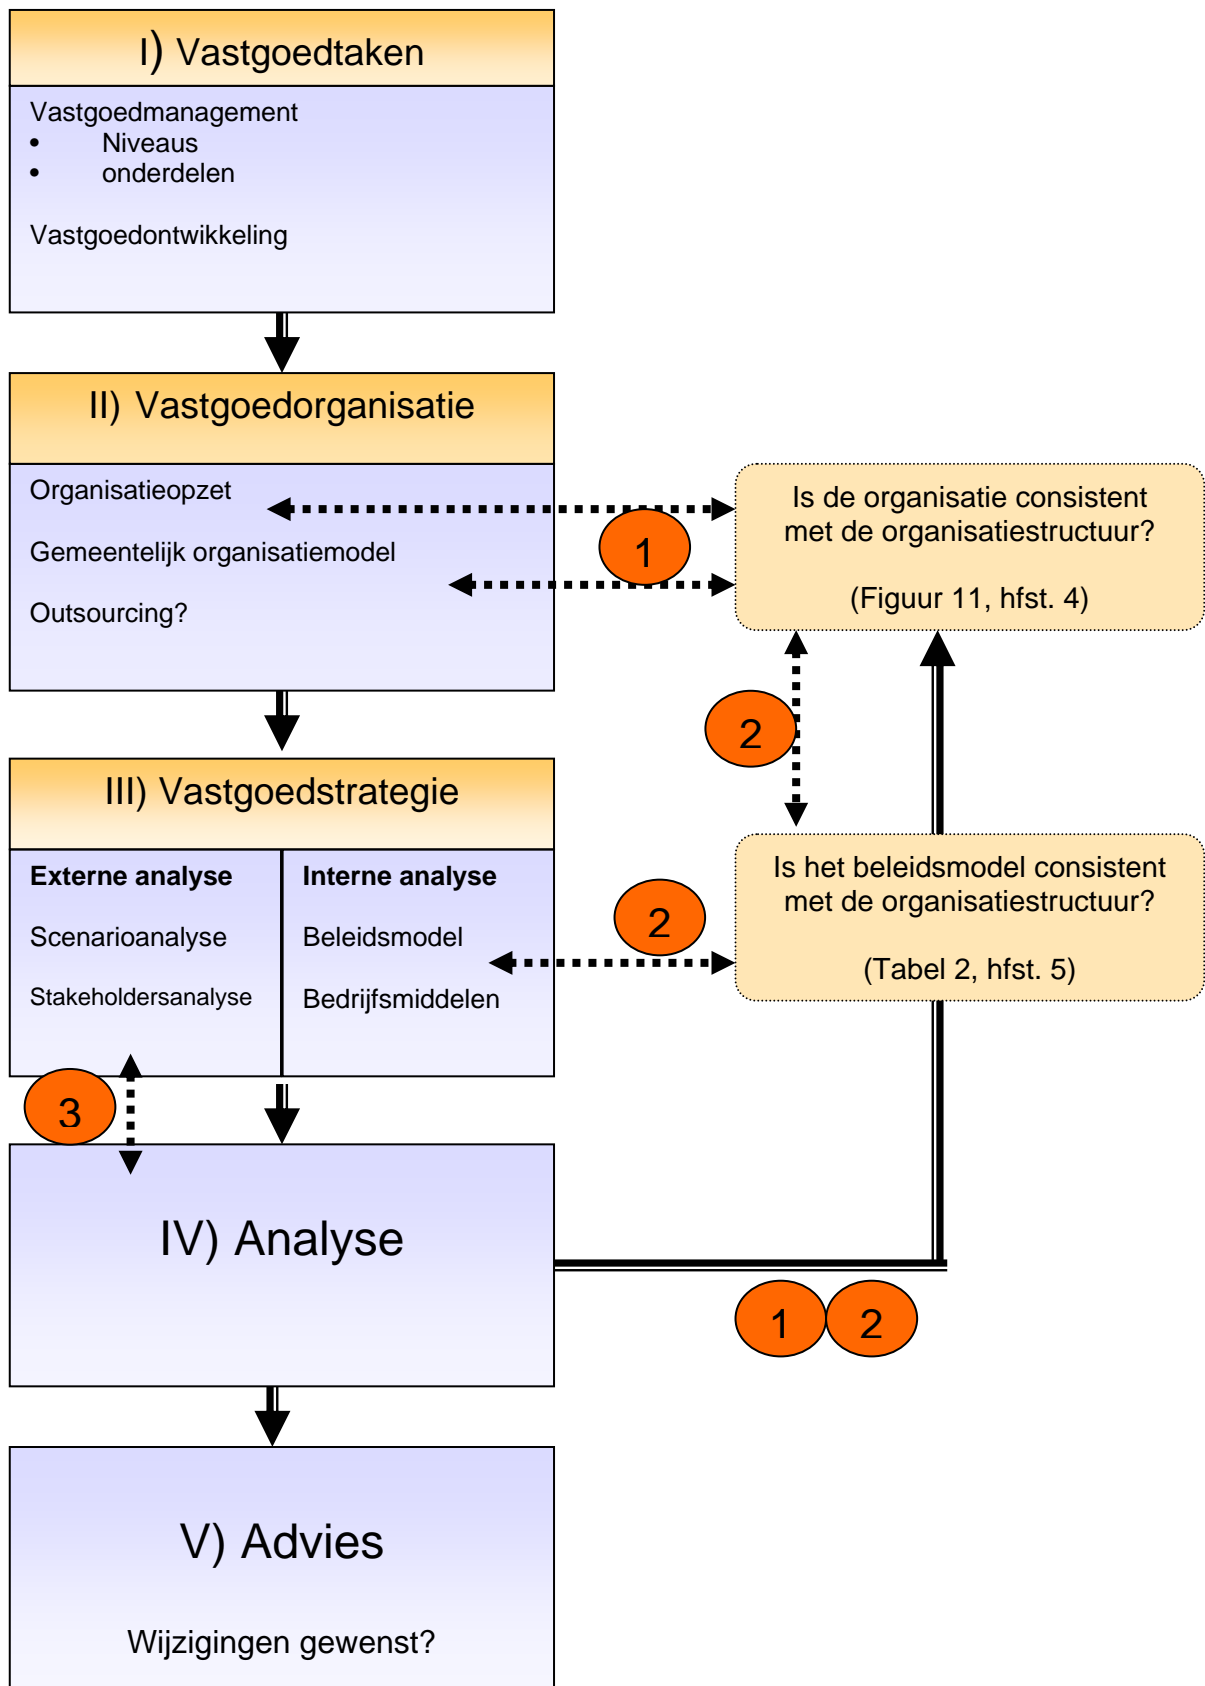 I) Vastgoedtaken
Vastgoedmanagement
• Niveaus
• onderdelen
Vastgoedontwikkeling
II) Vastgoedorganisatie
Organisatieopzet
Gemeentelijk organisatiemodel
Outsourcing?
1
Is de organisatie consistent
met de organisatiestructuur?
(Figuur 11, hfst. 4)
2
III) Vastgoedstrategie
Externe analyse
Scenarioanalyse
Stakeholdersanalyse
Interne analyse
Beleidsmodel
Bedrijfsmiddelen
2
Is het beleidsmodel consistent
met de organisatiestructuur?
(Tabel 2, hfst. 5)
3
IV) Analyse
1
2
V) Advies
Wijzigingen gewenst?